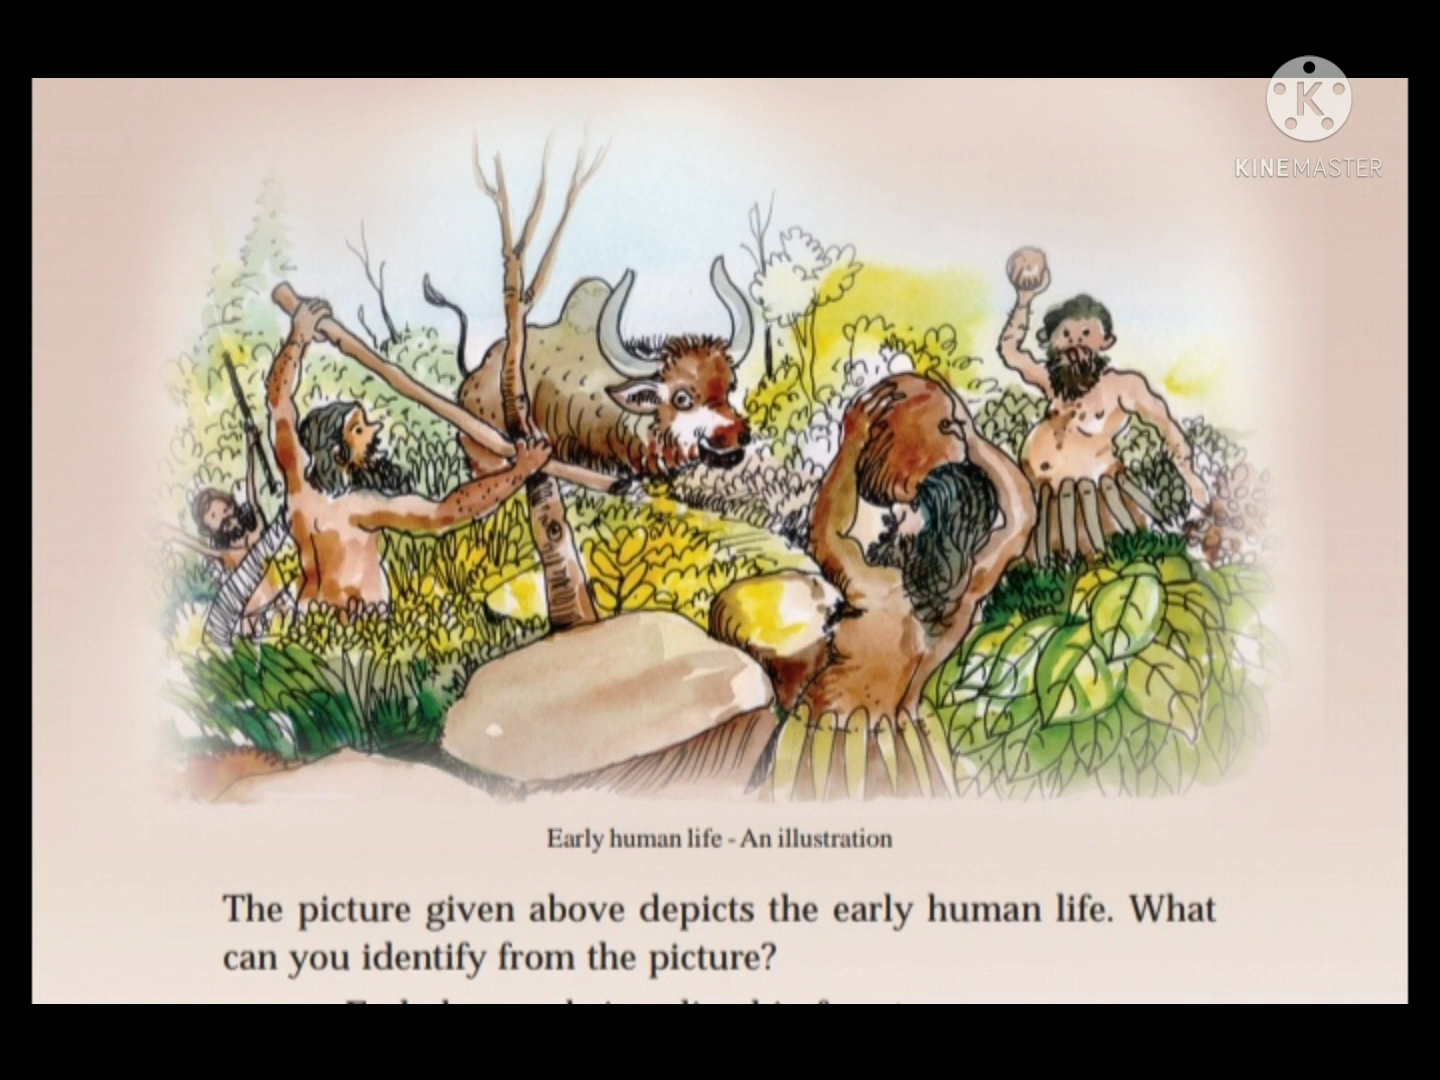 K
KINEMASTER
Early human life - An illustration
The picture given above depicts the early human life. What
can you identify from the picture?